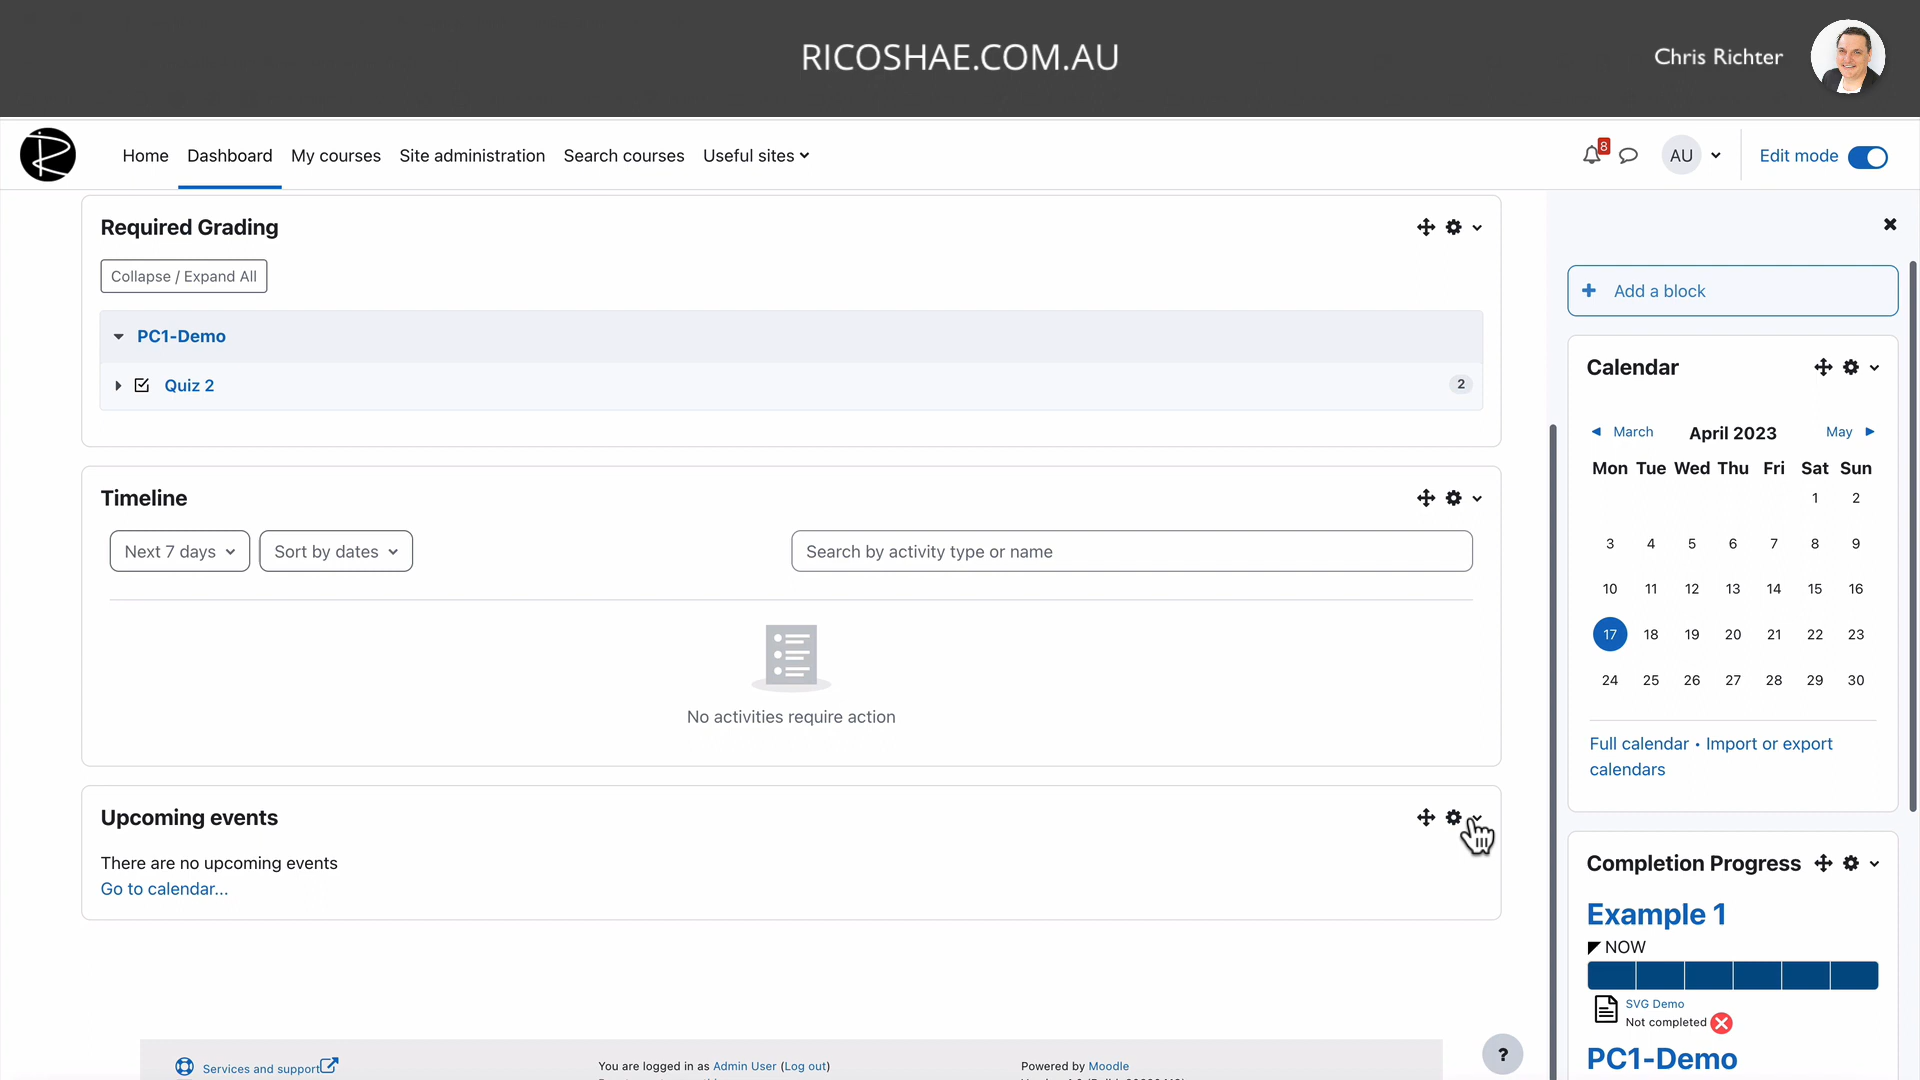 RICOSHAE.COM.AU
Chris Richter
Home Dashboard My courses Site administration Search courses Useful sites
8
AU
Edit mode
Required Grading
Collapse / Expand All
PC1-Demo
Quiz 2
2
Timeline
Next 7 days
Sort by dates
Search by activity type or name
No activities require action
Upcoming events
There are no upcoming events
Go to calendar...
Add a block
Calendar
March April 2023 May
Mon Tue Wed Thu Fri Sat Sun
1 2
3 4 5 6 7 8 9
10 11 12 13 14 15 16
17 18 19 20 21 22 23
24 25 26 27 28 29 30
Full calendar • Import or export
calendars
Completion Progress
Example 1
NOW
SVG Demo
Not completed
PC1-Demo
Services and support
You are logged in as Admin User (Log out)
Powered by Moodle
?